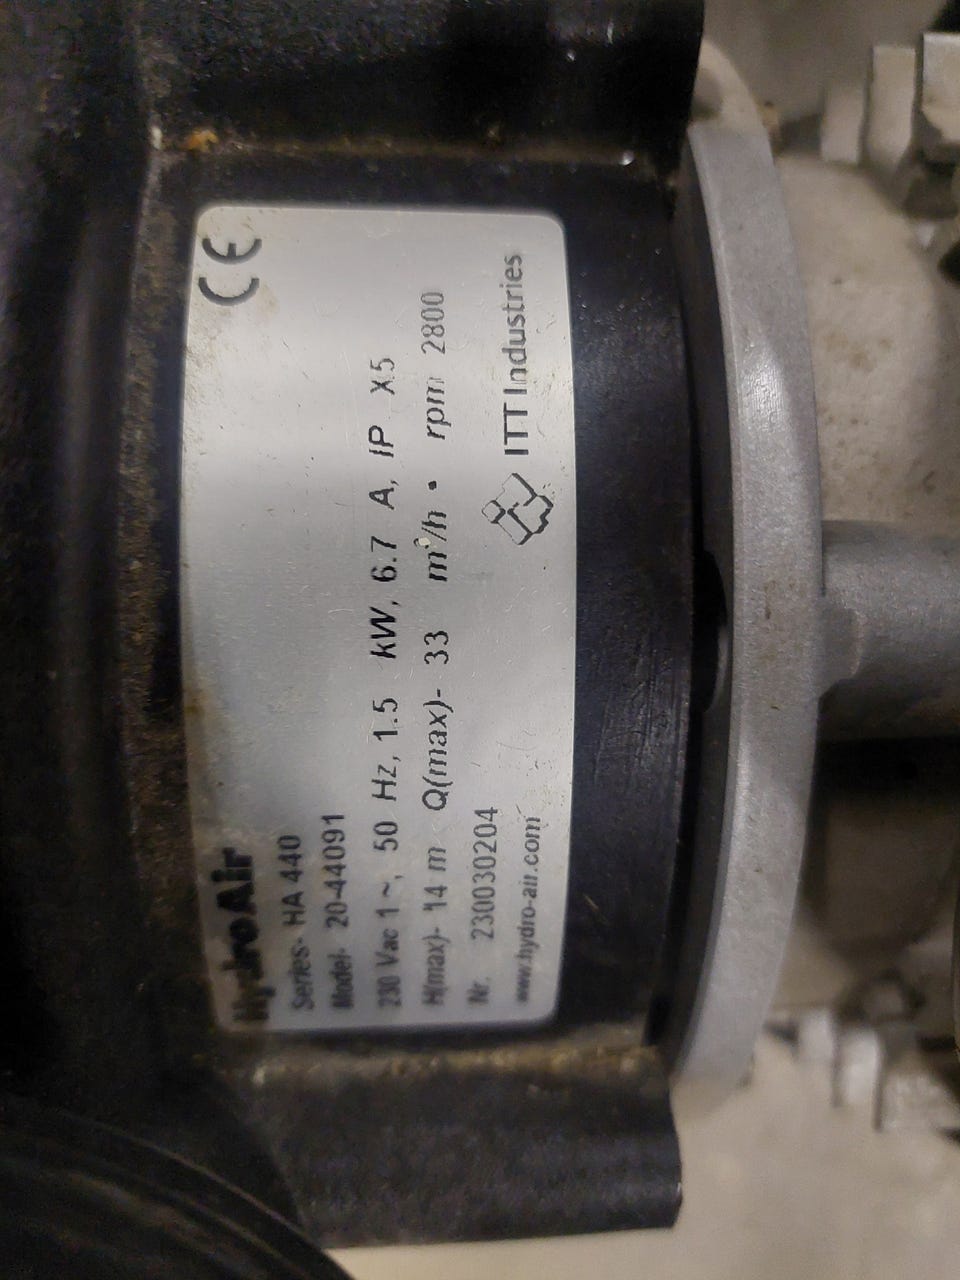 HydroAir
CE
Series- HA 440
Model- 20-44091
230 Vac 1 ~, 50 Hz, 1.5 kW, 6.7 A, IP X5
H(max)- 14 m Q(max)- 33 m³/h • rpm 2800
Nr. 230030204
www.hydro-air.com
ITT Industries